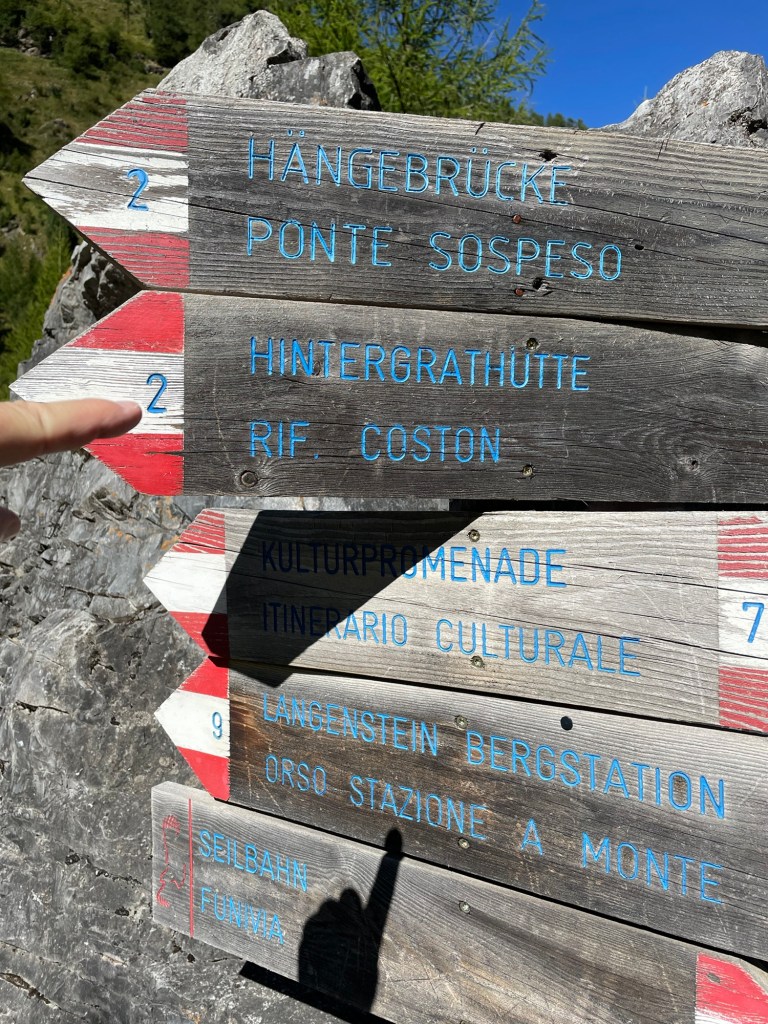 2
HÄNGEBRÜCKE
PONTE SOSPESO
2
HINTERGRATHÜTTE
RIF. COSTON
KULTURPROMENADE
ITINERARIO CULTURALE
7
9
LANGENSTEIN BERGSTATION
ORSO STAZIONE A MONTE
SEILBAHN
FUNIVIA